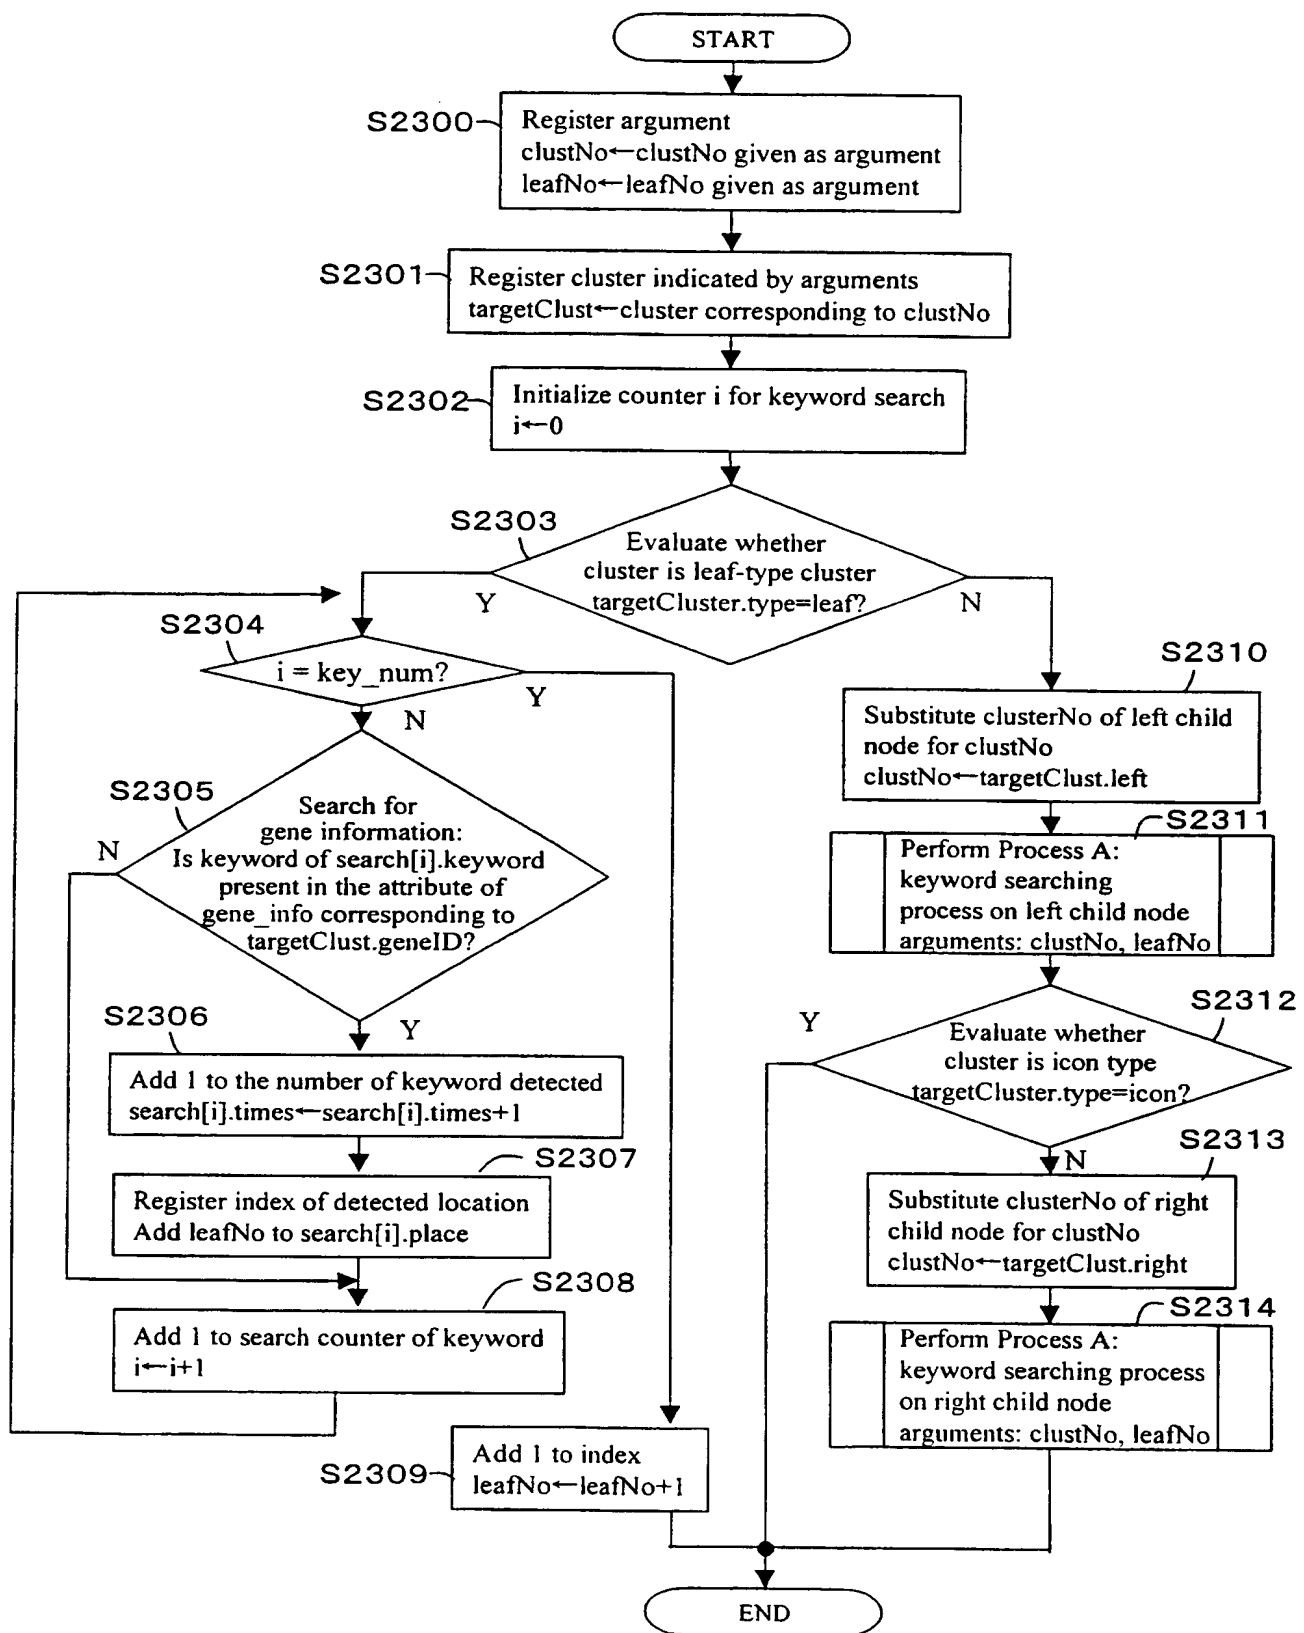 START
S2300
Register argument
clustNo←clustNo given as argument
leafNo←leafNo given as argument
S2301
Register cluster indicated by arguments
targetClust←cluster corresponding to clustNo
S2302
Initialize counter i for keyword search
i←0
S2303
Evaluate whether
cluster is leaf-type cluster
targetCluster.type=leaf?
Y
N
S2304
i = key_num?
Y
N
S2305
Search for
gene information:
Is keyword of search[i].keyword
present in the attribute of
gene_info corresponding to
targetClust.geneID?
N
Y
S2306
Add 1 to the number of keyword detected
search[i].times←search[i].times+1
S2307
Register index of detected location
Add leafNo to search[i].place
S2308
Add 1 to search counter of keyword
i←i+1
S2309
Add 1 to index
leafNo←leafNo+1
S2310
Substitute clusterNo of left child
node for clustNo
clustNo←targetClust.left
S2311
Perform Process A:
keyword searching
process on left child node
arguments: clustNo, leafNo
S2312
Y
Evaluate whether
cluster is icon type
targetCluster.type=icon?
N
S2313
Substitute clusterNo of right
child node for clustNo
clustNo←targetClust.right
S2314
Perform Process A:
keyword searching process
on right child node
arguments: clustNo, leafNo
END